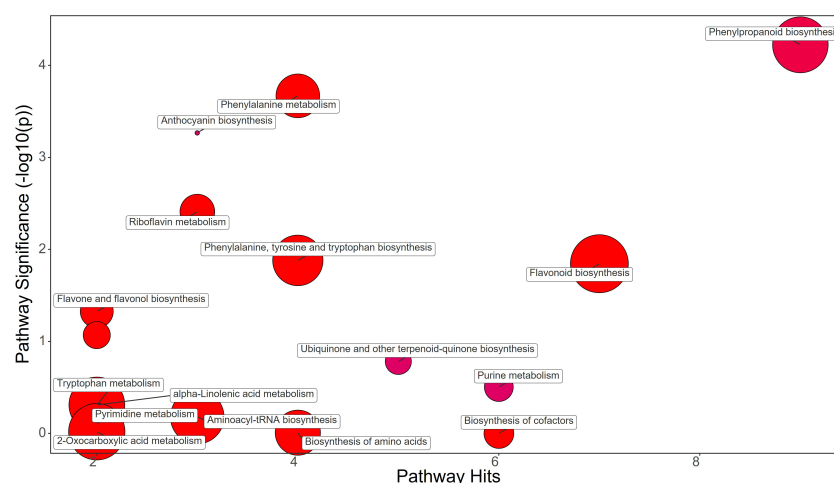 Phenylpropanoid biosynthesi
4
Phenylalanine metabolism
Anthocyanin biosynthesis
3
Riboflavin metabolism
Phenylalanine, tyrosine and tryptophan biosynthesis
2
Flavonoid biosynthesis
Flavone and flavonol biosynthesis
1
Ubiquinone and other terpenoid-quinone biosynthesis
Purine metabolism
Tryptophan metabolism
alpha-Linolenic acid metabolism
Pyrimidine metabolism
Aminoacyl-tRNA biosynthesis
Biosynthesis of cofactors
0
2-Oxocarboxylic acid metabolism
Biosynthesis of amino acids
2
4
6
8
Pathway Hits
Pathway Significance (-log10(p))